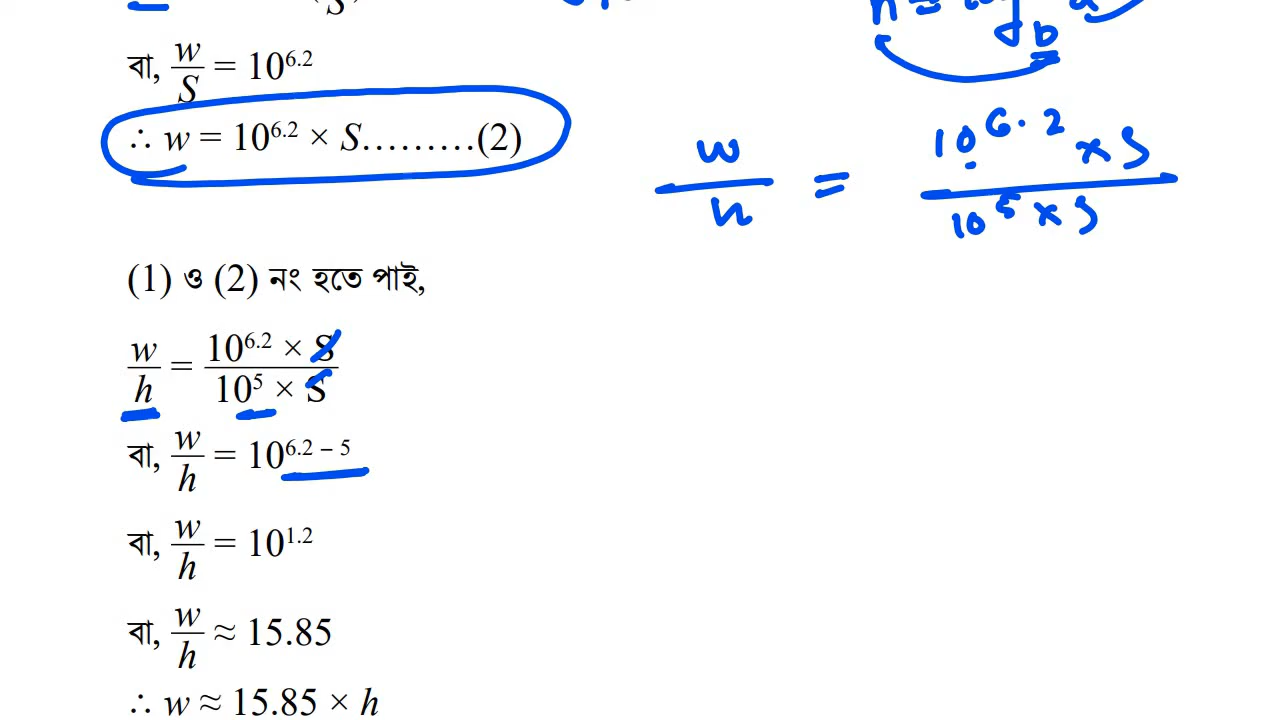 বা, w/S = 10^6.2
∴ w = 10^6.2 × S.........(2)
w/h = 10^6.2 × S / 10^5 × S
(1) ও (2) নং হতে পাই,
w/h = 10^6.2 × S / 10^5 × S
বা, w/h = 10^(6.2 − 5)
বা, w/h = 10^1.2
বা, w/h ≈ 15.85
∴ w ≈ 15.85 × h